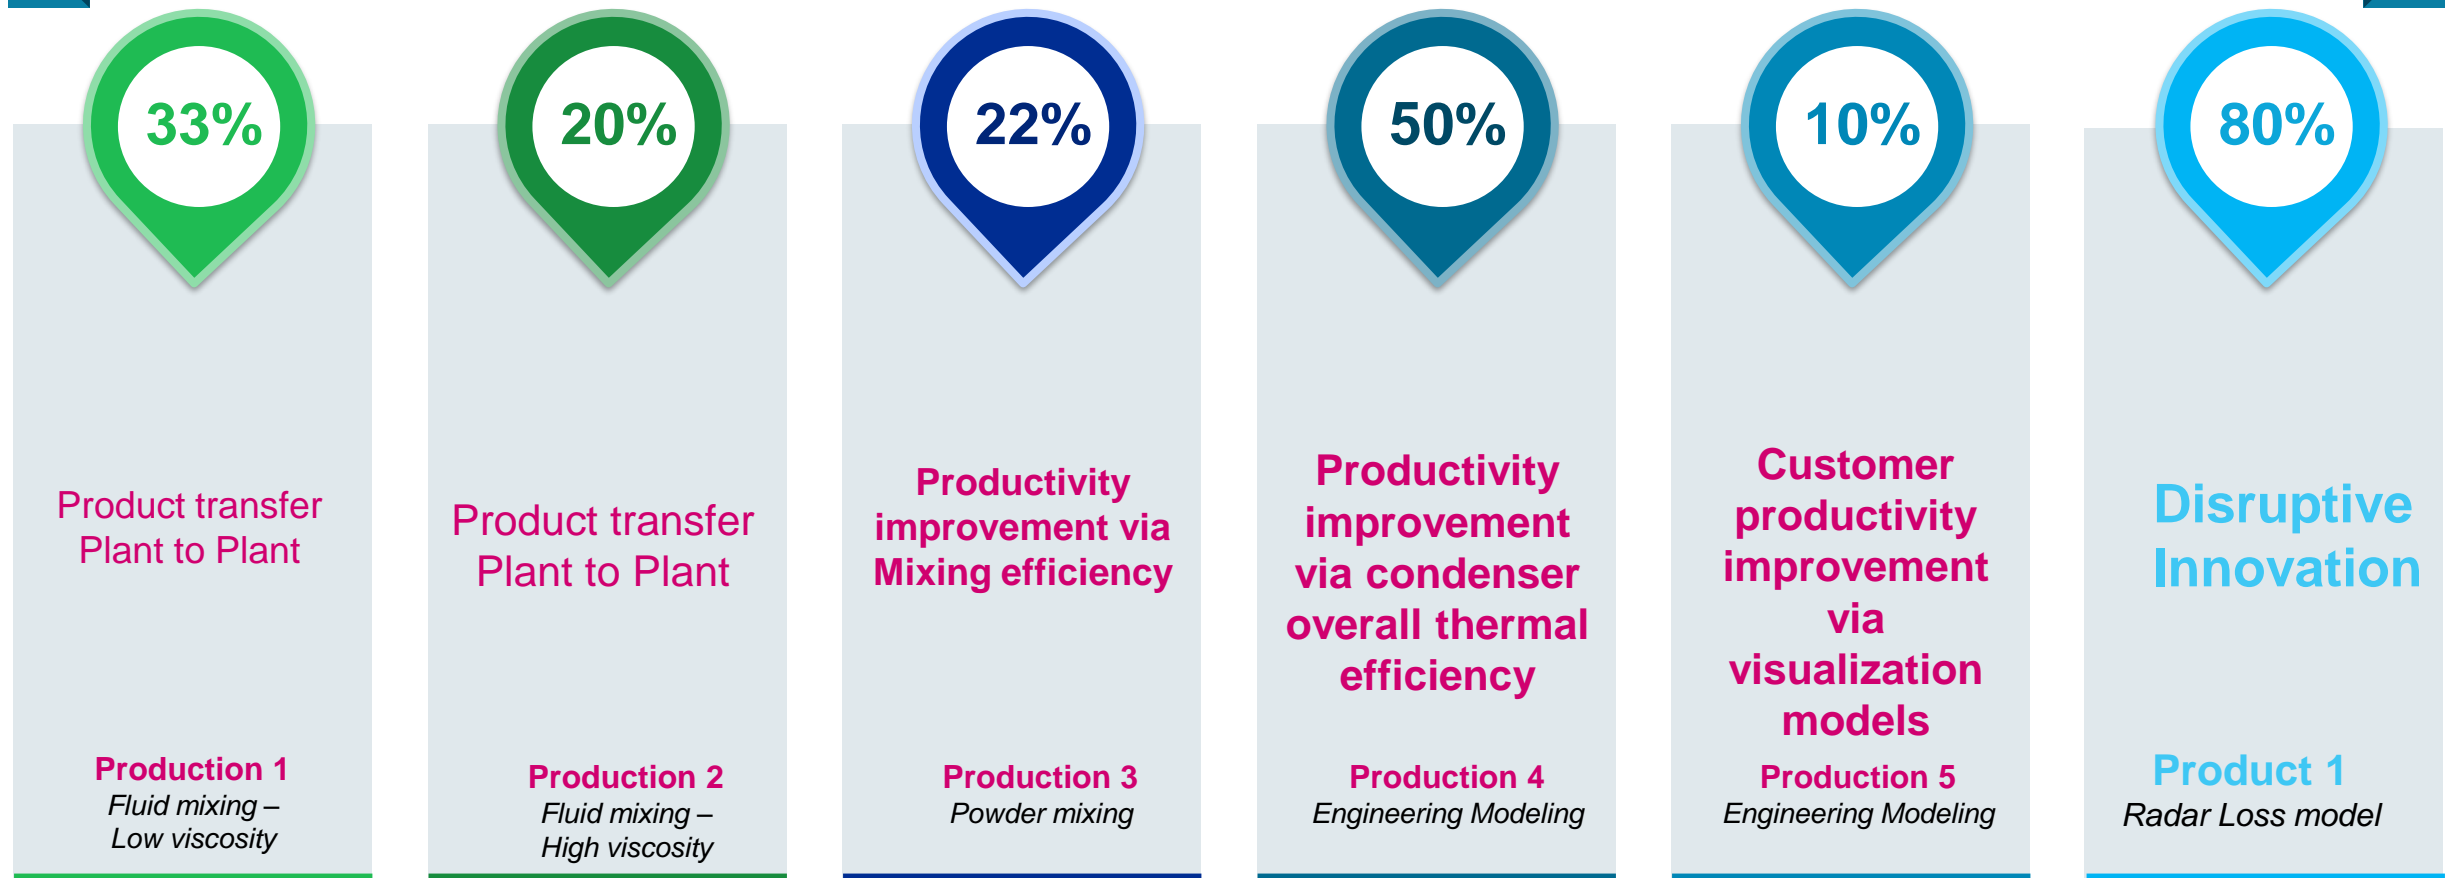 33%
Product transfer
Plant to Plant
Production 1
Fluid mixing –
Low viscosity
20%
Product transfer
Plant to Plant
Production 2
Fluid mixing –
High viscosity
22%
Productivity
improvement via
Mixing efficiency
Production 3
Powder mixing
50%
Productivity
improvement
via condenser
overall thermal
efficiency
Production 4
Engineering Modeling
10%
Customer
productivity
improvement
via
visualization
models
Production 5
Engineering Modeling
80%
Disruptive
Innovation
Product 1
Radar Loss model